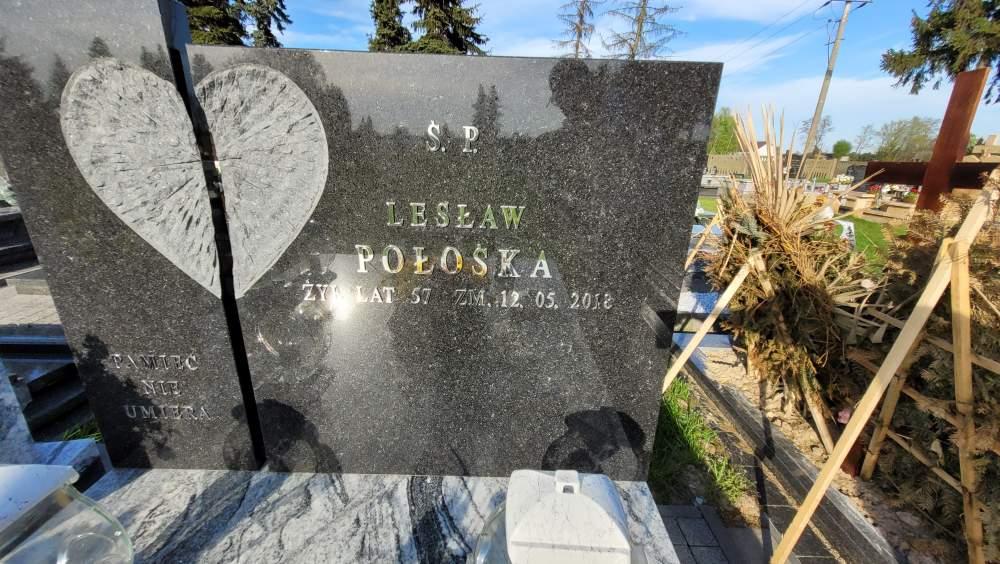 Ś. P.
LESŁAW
POŁOSKA
ŻYŁ LAT 57 ZM. 12. 05. 2018
PAMIĘĆ
NIE
UMIERA